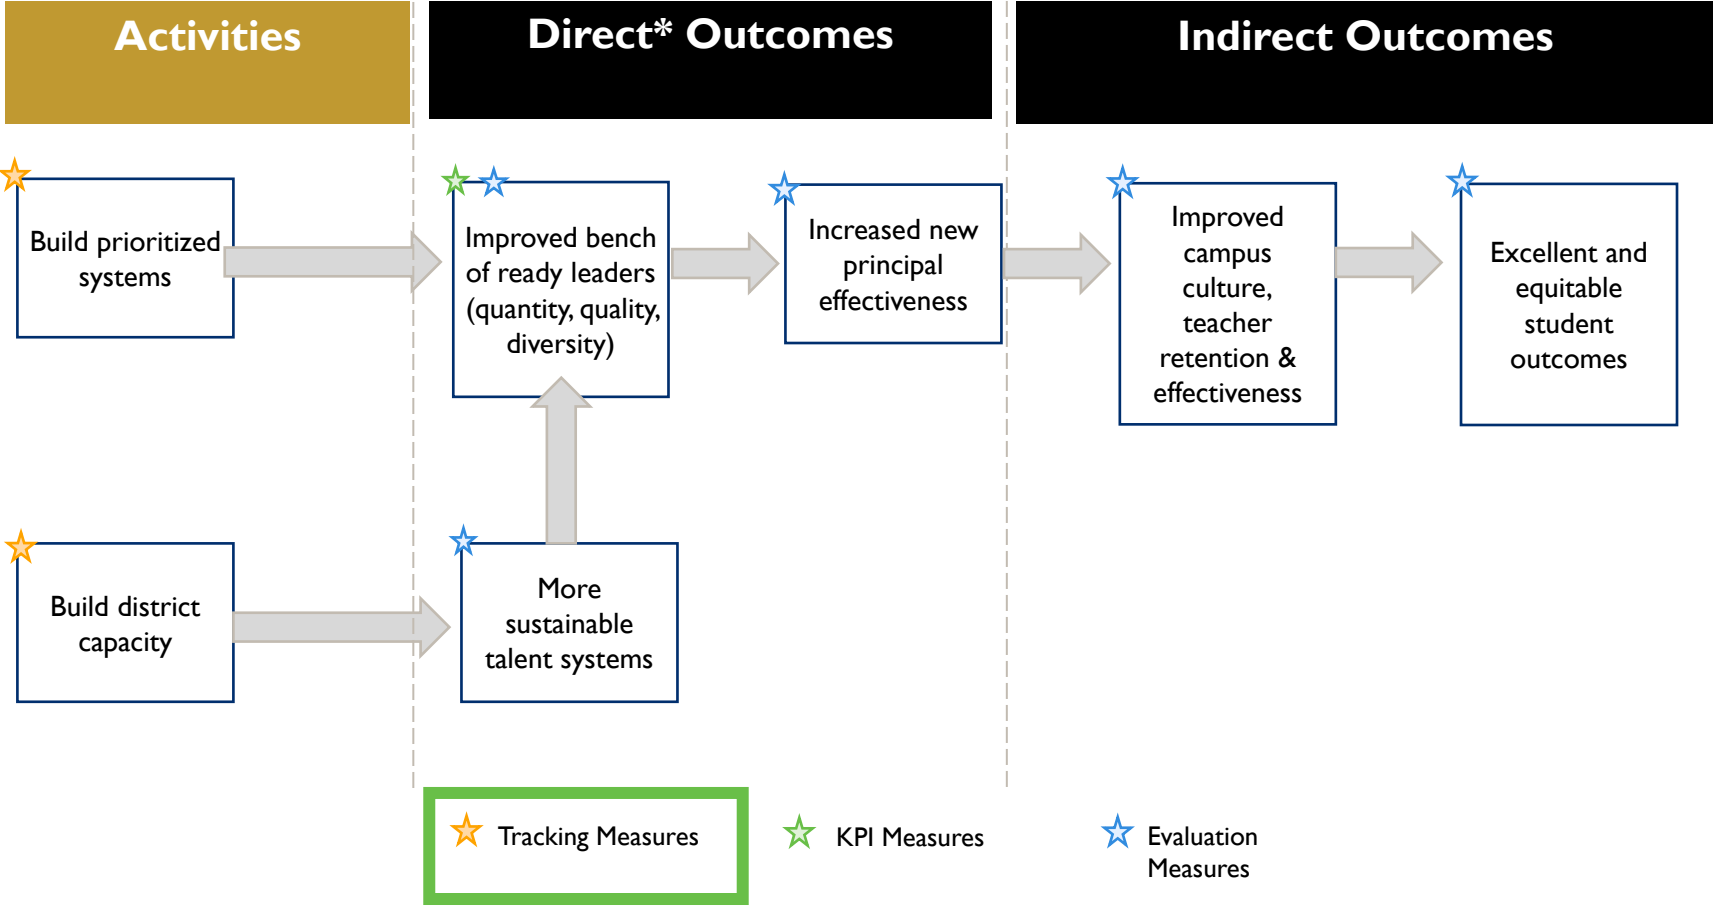 Activities
Direct* Outcomes
Indirect Outcomes
Build prioritized
systems
Improved bench
of ready leaders
(quantity, quality,
diversity)
Increased new
principal
effectiveness
Improved
campus
culture,
teacher
retention &
effectiveness
Excellent and
equitable
student
outcomes
Build district
capacity
More
sustainable
talent systems
Tracking Measures
KPI Measures
Evaluation
Measures